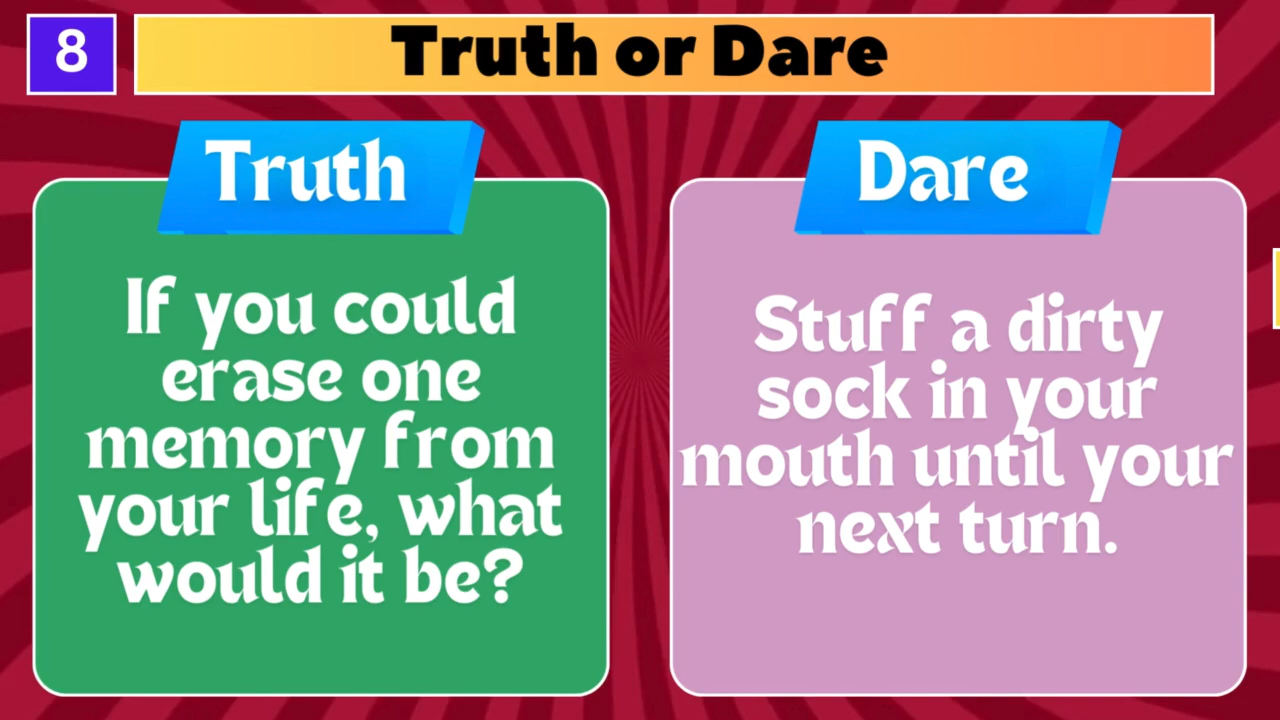 8
Truth or Dare
Truth
If you could
erase one
memory from
your life, what
would it be?
Dare
Stuff a dirty
sock in your
mouth until your
next turn.